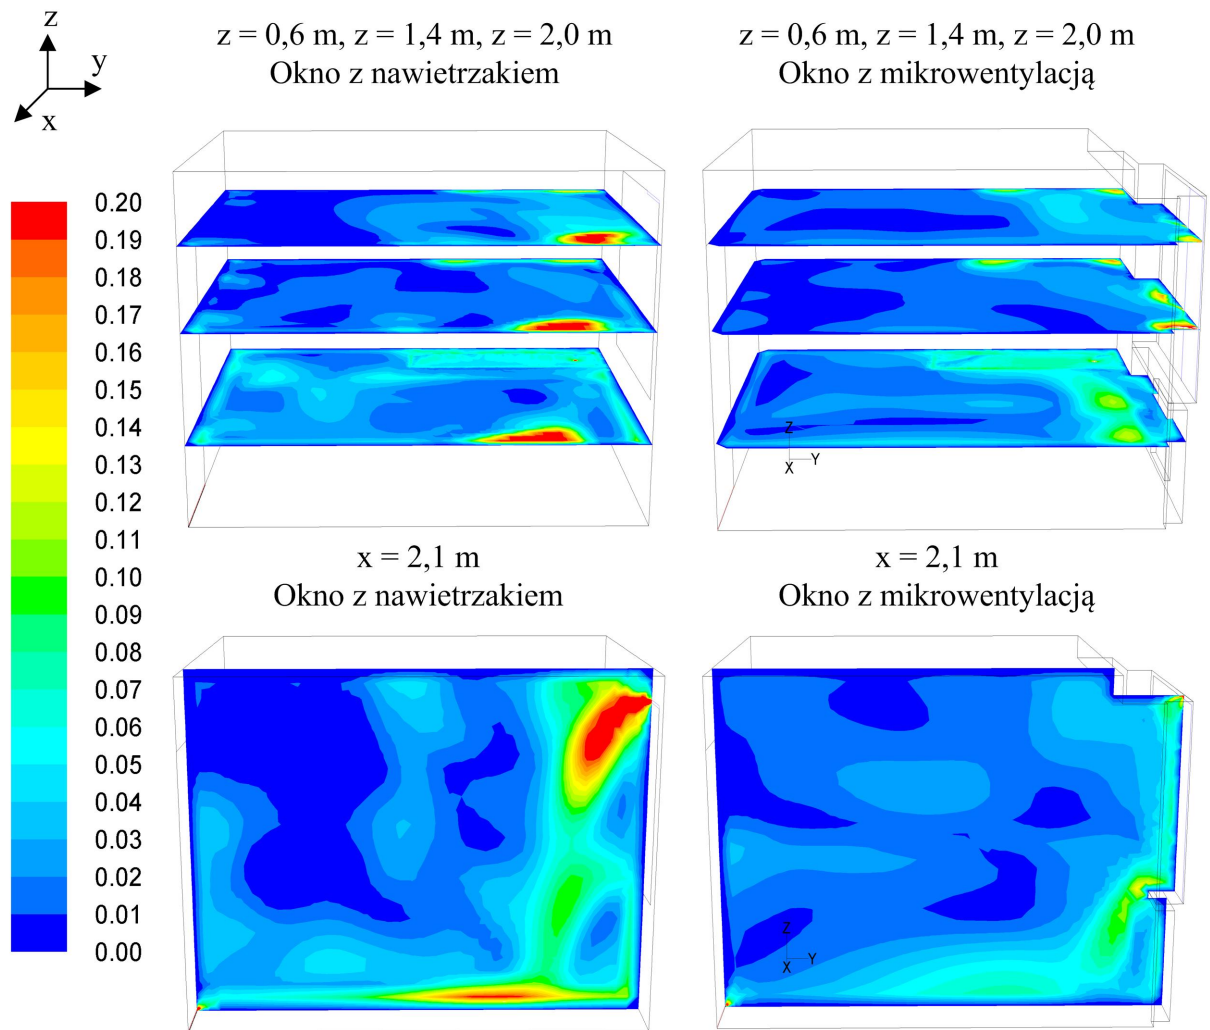 z
y
x
z = 0,6 m, z = 1,4 m, z = 2,0 m
Okno z nawietrzakiem
z = 0,6 m, z = 1,4 m, z = 2,0 m
Okno z mikrowentylacją
0.20
0.19
0.18
0.17
0.16
0.14
0.13
0.12
0.11
0.10
0.09
0.08
0.07
0.06
0.05
0.04
0.03
0.02
0.01
0.00
Z
X Y
x = 2,1 m
Okno z nawietrzakiem
x = 2,1 m
Okno z mikrowentylacją
Z
X Y